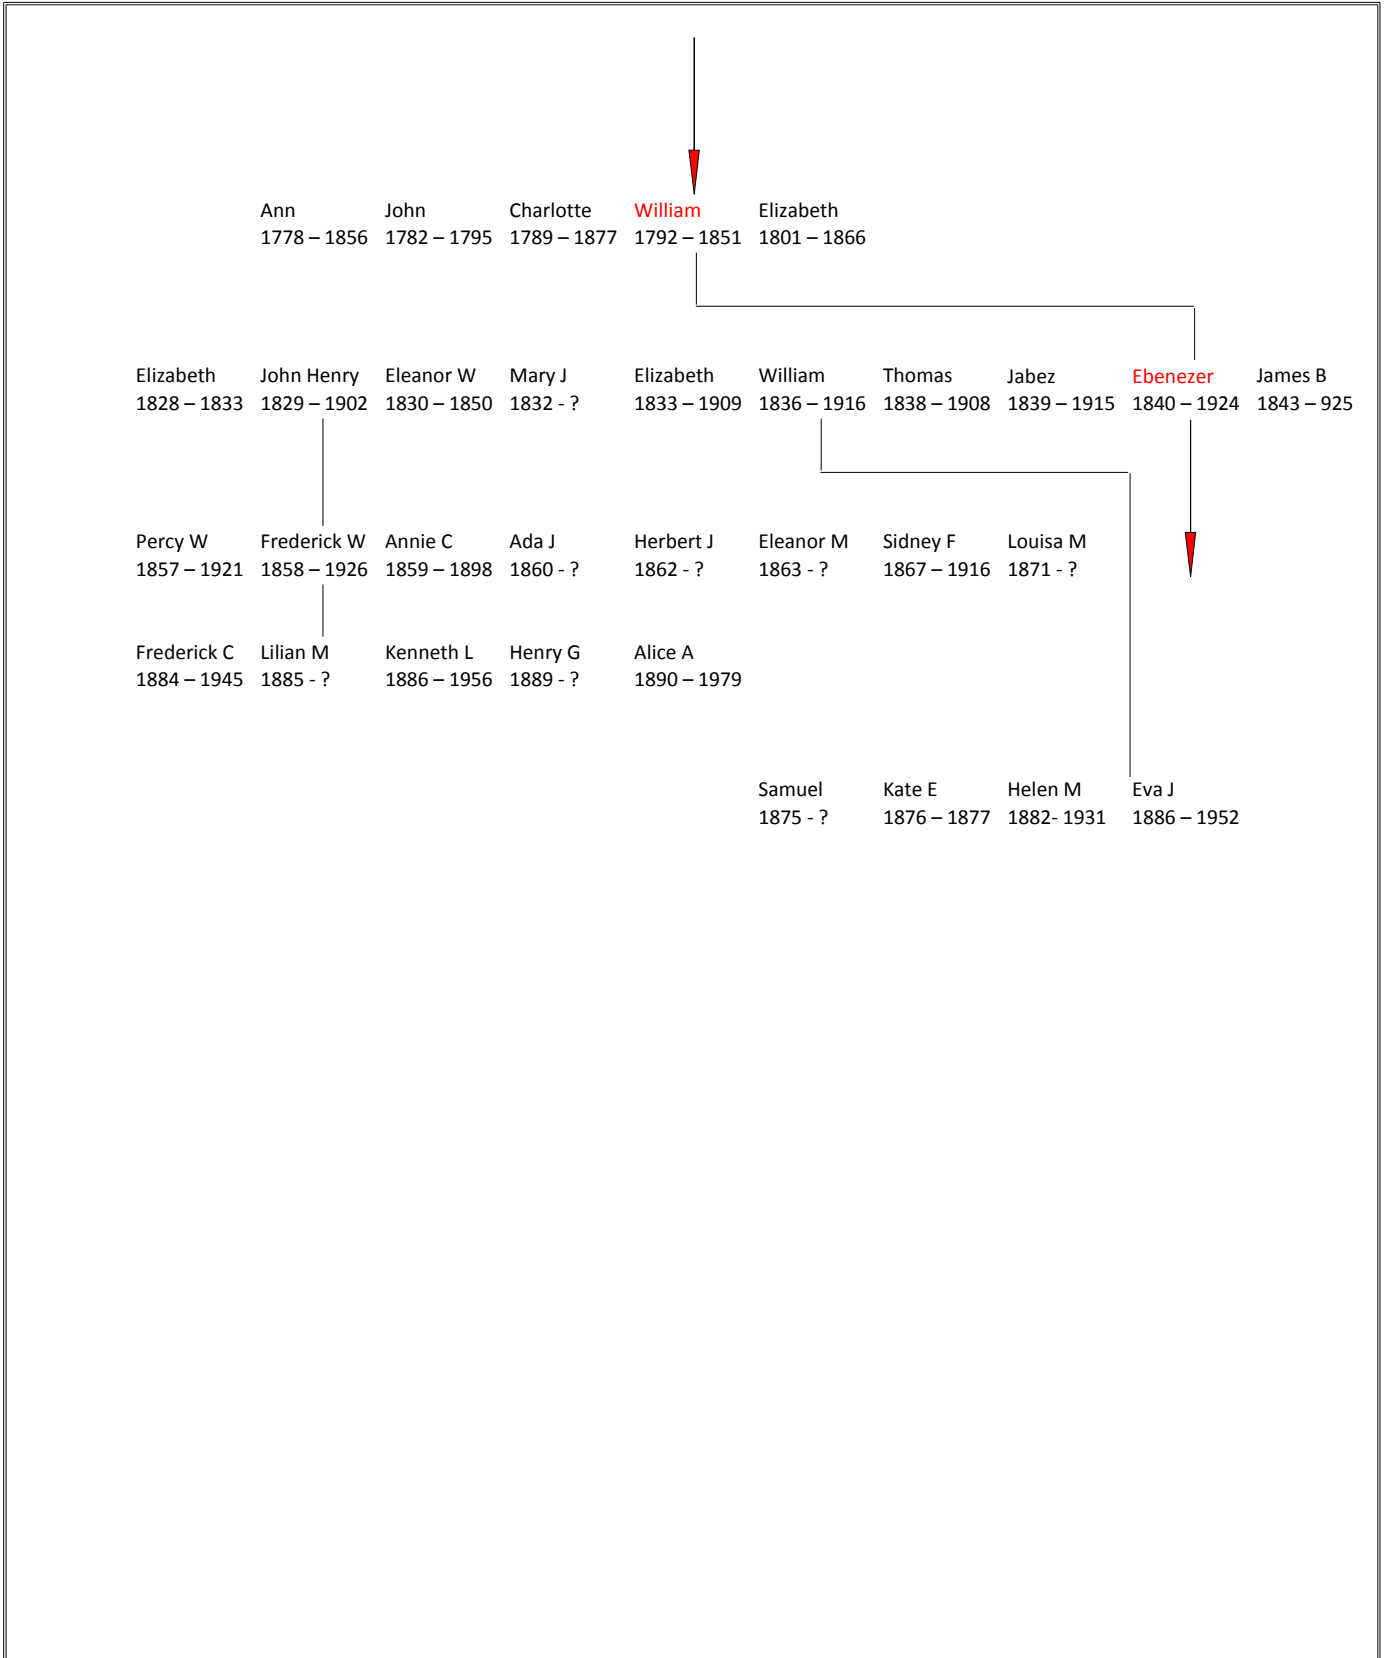 Ann John Charlotte William Elizabeth
1778 – 1856 1782 – 1795 1789 – 1877 1792 – 1851 1801 – 1866
Elizabeth John Henry Eleanor W Mary J Elizabeth William Thomas Jabez Ebenezer James B
1828 – 1833 1829 – 1902 1830 – 1850 1832 - ? 1833 – 1909 1836 – 1916 1838 – 1908 1839 – 1915 1840 – 1924 1843 – 925
Percy W Frederick W Annie C Ada J Herbert J Eleanor M Sidney F Louisa M
1857 – 1921 1858 – 1926 1859 – 1898 1860 - ? 1862 - ? 1863 - ? 1867 – 1916 1871 - ?
Frederick C Lilian M Kenneth L Henry G Alice A
1884 – 1945 1885 - ? 1886 – 1956 1889 - ? 1890 – 1979
Samuel Kate E Helen M Eva J
1875 - ? 1876 – 1877 1882- 1931 1886 – 1952